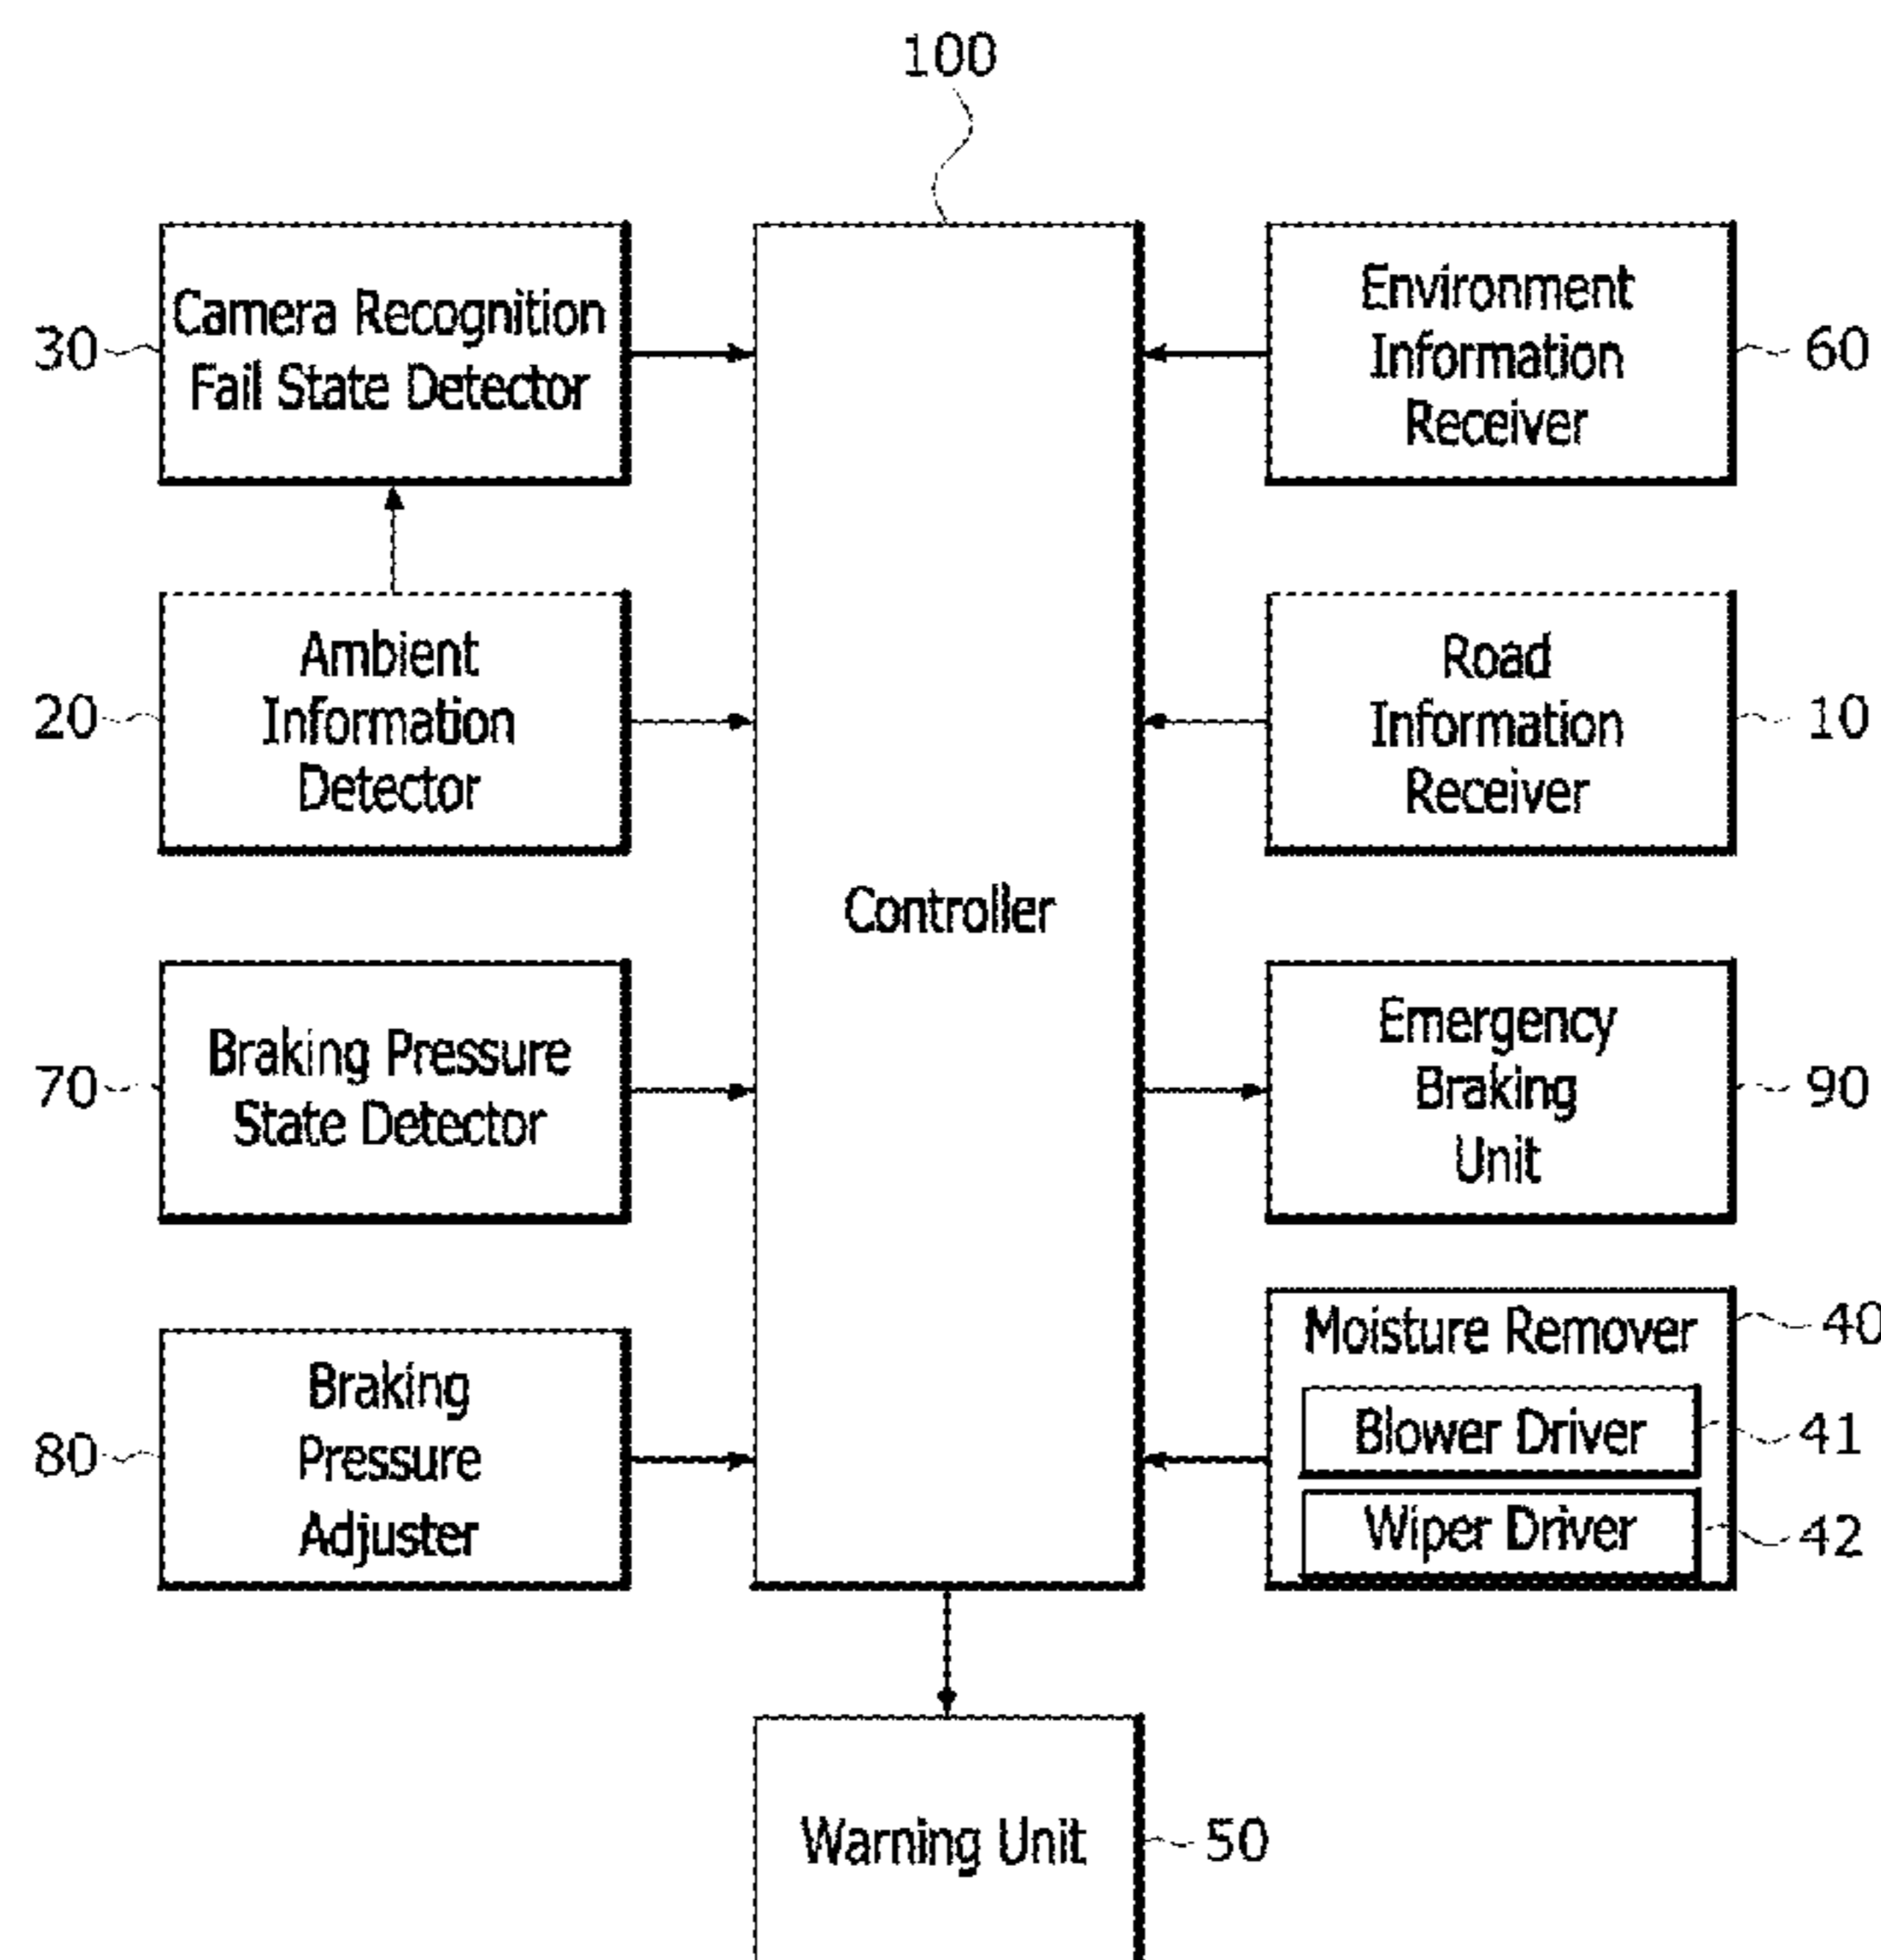 100
30
Camera Recognition
Fail State Detector
Environment
Information
Receiver
60
20
Ambient
Information
Detector
Road
Information
Receiver
10
Controller
70
Braking Pressure
State Detector
Emergency
Braking
Unit
90
80
Braking
Pressure
Adjuster
Moisture Remover
40
Blower Driver
41
Wiper Driver
42
Warning Unit
50